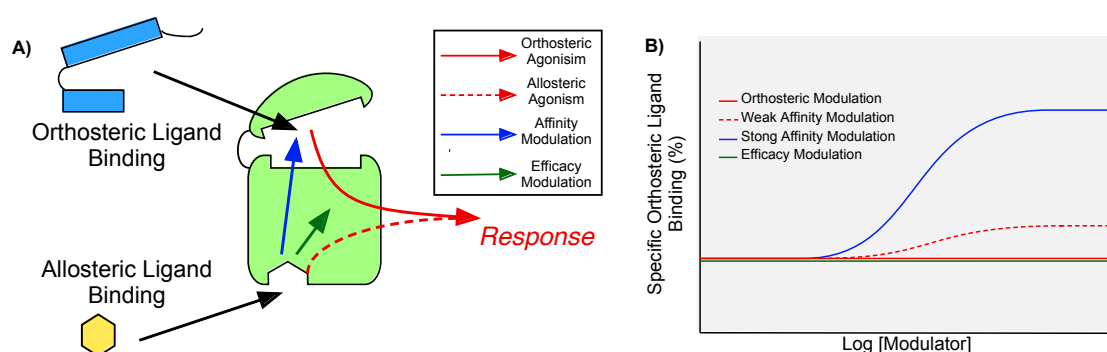 A)
Orthosteric Ligand
Binding
Allosteric Ligand
Binding
Response
Orthosteric
Agonism
Allosteric
Agonism
Affinity
Modulation
Efficacy
Modulation
B)
Specific Orthosteric Ligand
Binding (%)
Orthosteric Modulation
Weak Affinity Modulation
Stong Affinity Modulation
Efficacy Modulation
Log [Modulator]